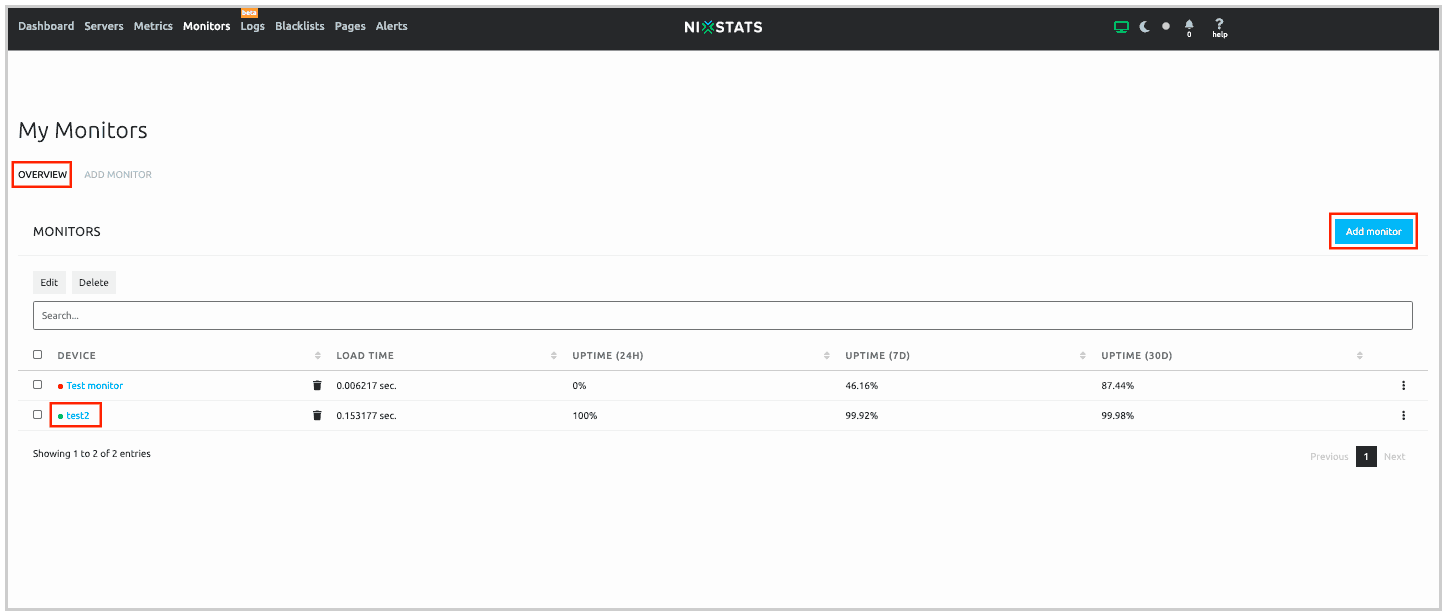 beta
Dashboard Servers Metrics Monitors Logs Blacklists Pages Alerts NIXSTATS ?
0 help
My Monitors
OVERVIEW ADD MONITOR
MONITORS Add monitor
Edit Delete
Search...
DEVICE LOAD TIME UPTIME (24H) UPTIME (7D) UPTIME (30D)
Test monitor 0.006217 sec. 0% 46.16% 87.44%
test2 0.153177 sec. 100% 99.92% 99.98%
Showing 1 to 2 of 2 entries
Previous 1 Next